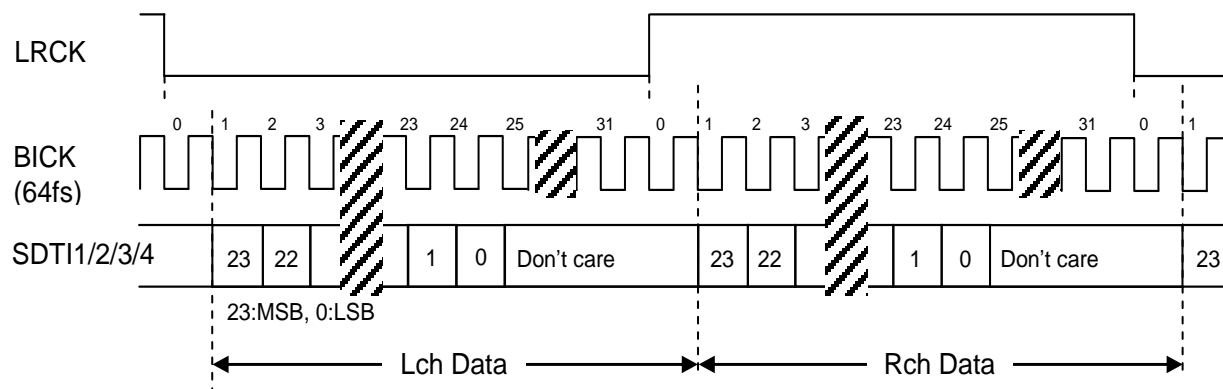 LRCK
0 1 2 3 23 24 25 31 0 1 2 3 23 24 25 31 0 1
BICK
(64fs)
SDTI1/2/3/4 23 22 1 0 Don't care 23 22 1 0 Don't care 23
23:MSB, 0:LSB
Lch Data Rch Data